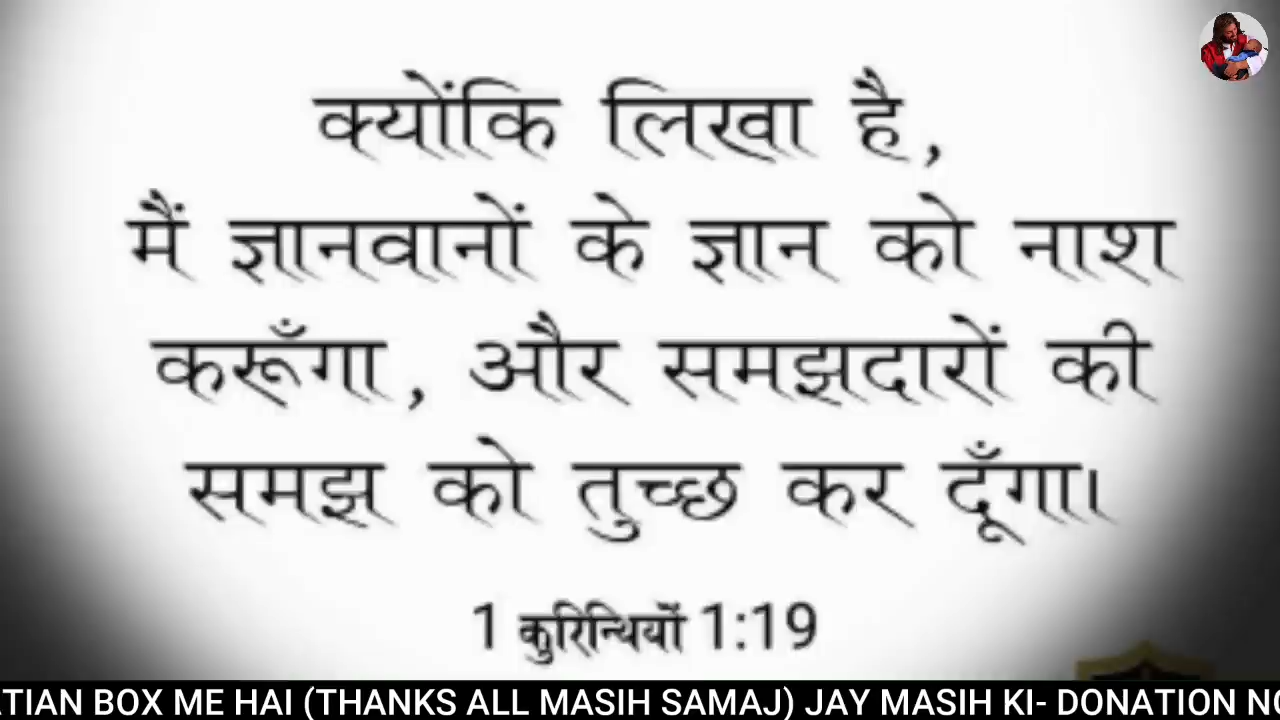 क्योंकि लिखा है,
मैं ज्ञानवानों के ज्ञान को नाश
करूँगा, और समझदारों की
समझ को तुच्छ कर दूँगा।
1 कुरिन्थियों 1:19
BOX ME HAI (THANKS ALL MASIH SAMAJ) JAY MASIH KI- DONATION